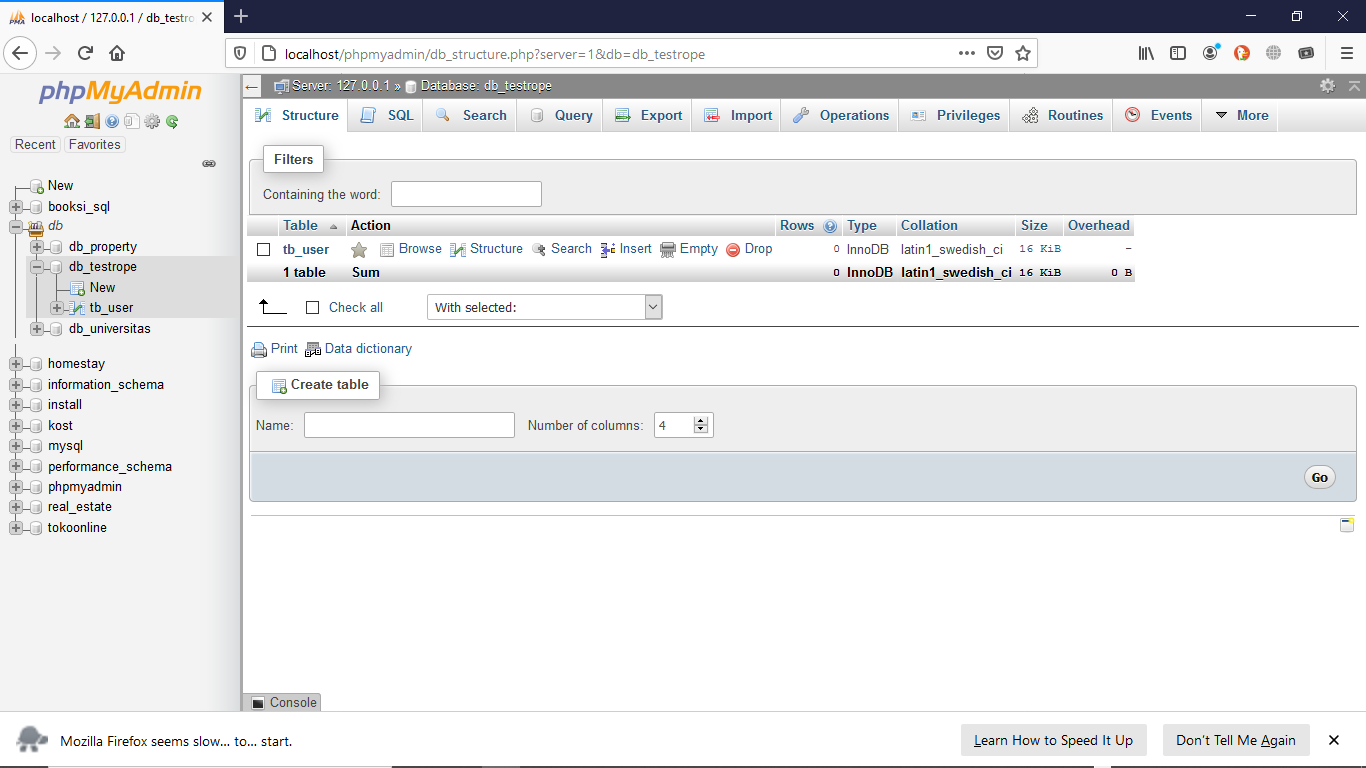 localhost / 127.0.0.1 / db_testro
localhost/phpmyadmin/db_structure.php?server=1&db=db_testrope
phpMyAdmin
Recent Favorites
New
booksi_sql
db
db_property
db_testrope
New
tb_user
db_universitas
homestay
information_schema
install
kost
mysql
performance_schema
phpmyadmin
real_estate
tokoonline
Server: 127.0.0.1 » Database: db_testrope
Structure SQL Search Query Export Import Operations Privileges Routines Events More
Filters
Containing the word:
Table Action Rows Type Collation Size Overhead
tb_user Browse Structure Search Insert Empty Drop 0 InnoDB latin1_swedish_ci 16 KiB -
1 table Sum 0 InnoDB latin1_swedish_ci 16 KiB 0 B
Check all With selected:
Print Data dictionary
Create table
Name: Number of columns: 4
Go
Console
Mozilla Firefox seems slow... to... start. Learn How to Speed It Up Don't Tell Me Again